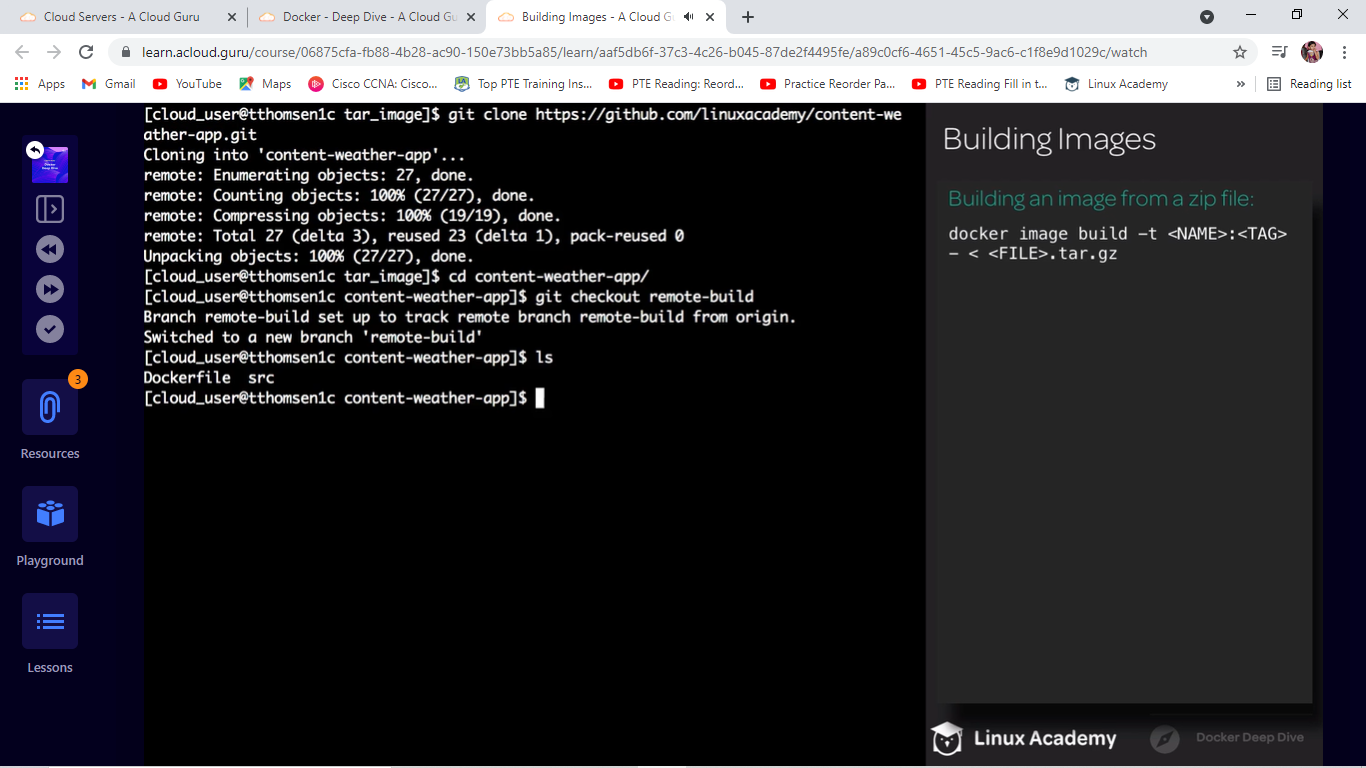 Cloud Servers - A Cloud Guru
Docker - Deep Dive - A Cloud Gu
Building Images - A Cloud G
learn.acloud.guru/course/06875cfa-fb88-4b28-ac90-150e73bb5a85/learn/aaf5db6f-37c3-4c26-b045-87de2f4495fe/a89c0cf6-4651-45c5-9ac6-c1f8e9d1029c/watch
Apps
Gmail
YouTube
Maps
Cisco CCNA: Cisco...
Top PTE Training Ins...
PTE Reading: Reord...
Practice Reorder Pa...
PTE Reading Fill in t...
Linux Academy
»
Reading list
[cloud_user@tthomsen1c tar_image]$ git clone https://github.com/linuxacademy/content-we
ather-app.git
Cloning into 'content-weather-app'...
remote: Enumerating objects: 27, done.
remote: Counting objects: 100% (27/27), done.
remote: Compressing objects: 100% (19/19), done.
remote: Total 27 (delta 3), reused 23 (delta 1), pack-reused 0
Unpacking objects: 100% (27/27), done.
[cloud_user@tthomsen1c tar_image]$ cd content-weather-app/
[cloud_user@tthomsen1c content-weather-app]$ git checkout remote-build
Branch remote-build set up to track remote branch remote-build from origin.
Switched to a new branch 'remote-build'
[cloud_user@tthomsen1c content-weather-app]$ ls
Dockerfile  src
[cloud_user@tthomsen1c content-weather-app]$
3
Resources
Playground
Lessons
Building Images
Building an image from a zip file:
docker image build -t <NAME>:<TAG>
- < <FILE>.tar.gz
Linux Academy
Docker Deep Dive